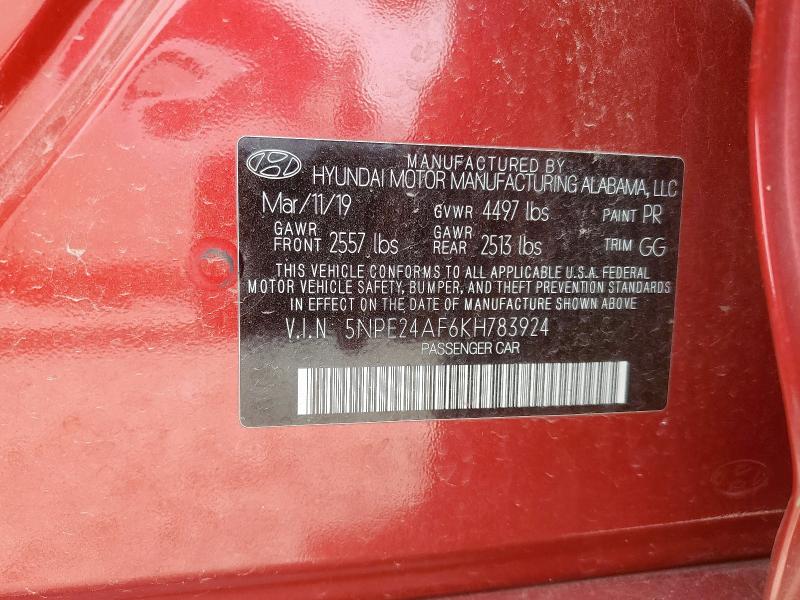 MANUFACTURED BY
HYUNDAI MOTOR MANUFACTURING ALABAMA, LLC
Mar/11/19 GVWR 4497 lbs PAINT PR
GAWR FRONT 2557 lbs GAWR REAR 2513 lbs TRIM GG
THIS VEHICLE CONFORMS TO ALL APPLICABLE U.S.A. FEDERAL
MOTOR VEHICLE SAFETY, BUMPER, AND THEFT PREVENTION STANDARDS
IN EFFECT ON THE DATE OF MANUFACTURE SHOWN ABOVE.
V.I.N 5NPE24AF6KH783924
PASSENGER CAR